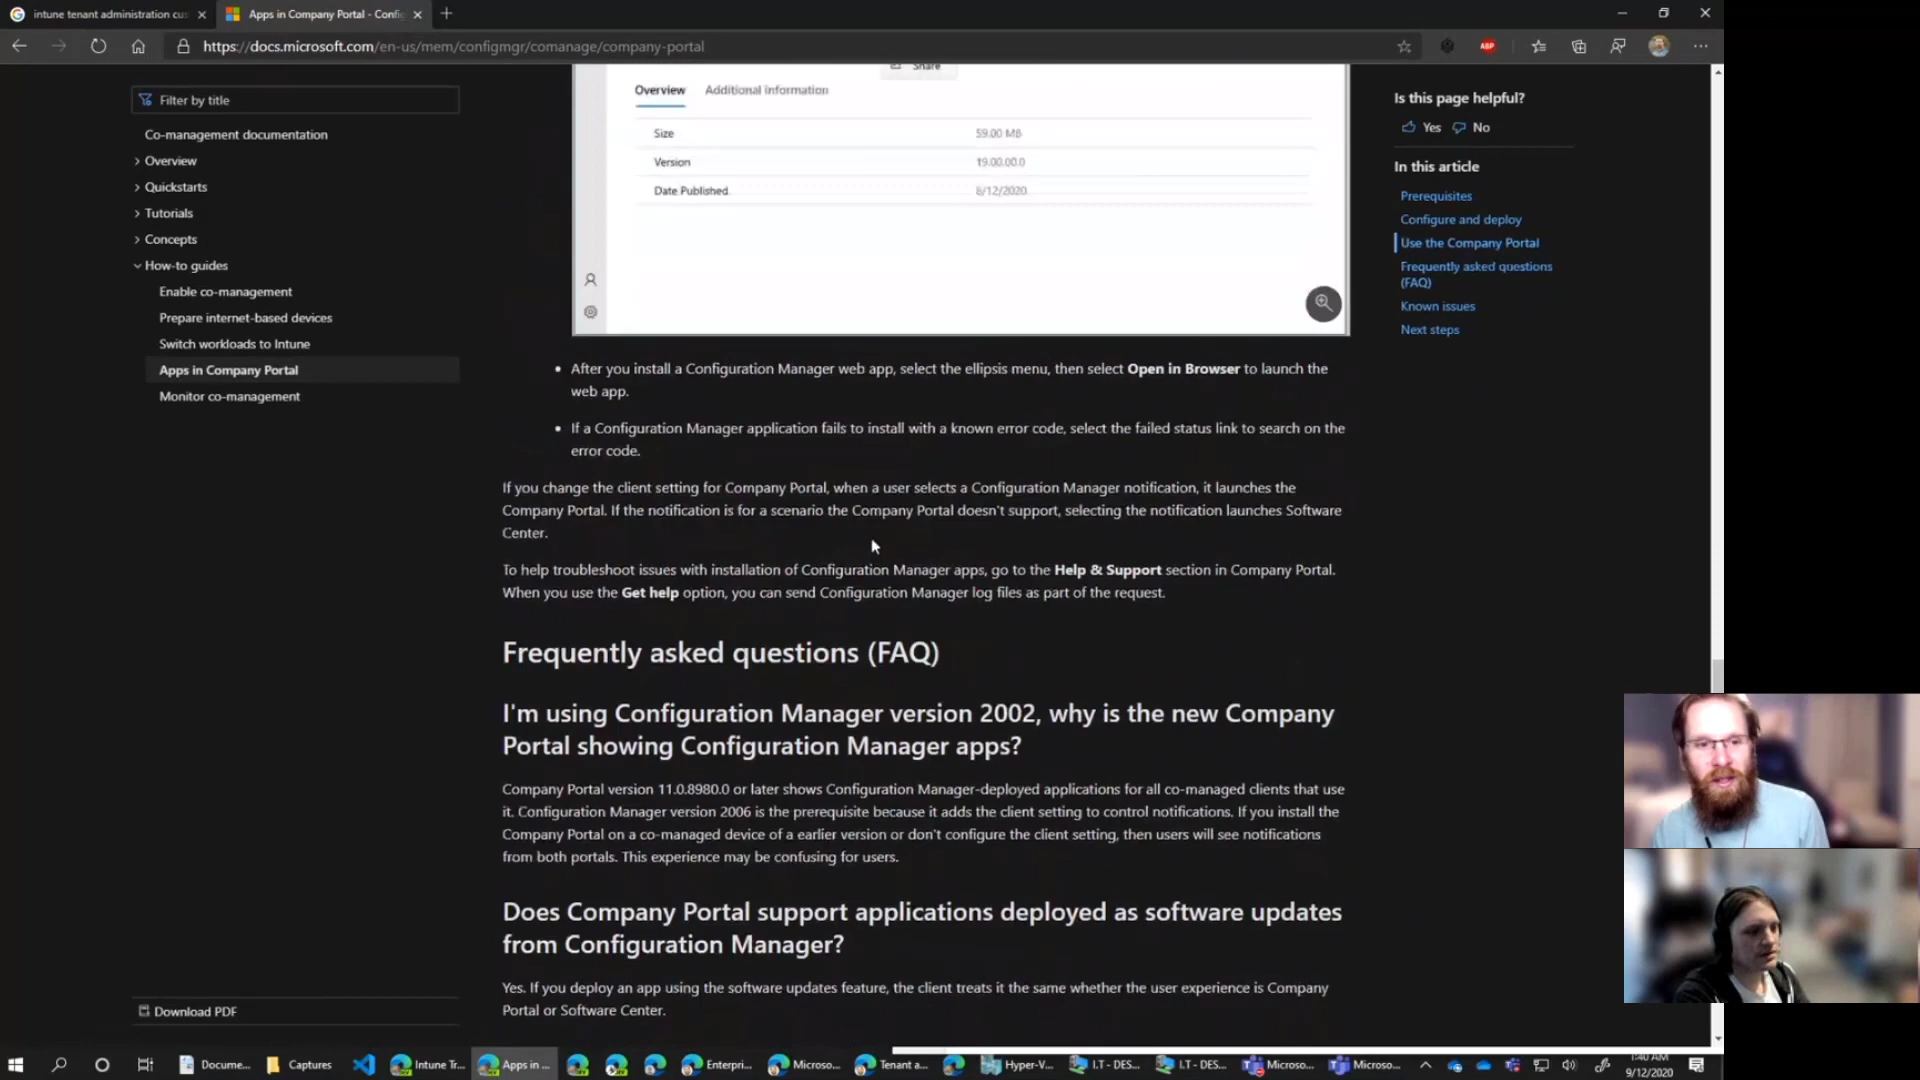 intune tenant administration cus
Apps in Company Portal - Config
https://docs.microsoft.com/en-us/mem/configmgr/comanage/company-portal
ABP
Filter by title
Co-management documentation
Overview
Quickstarts
Tutorials
Concepts
How-to guides
Enable co-management
Prepare internet-based devices
Switch workloads to Intune
Apps in Company Portal
Monitor co-management
Download PDF
Share
Overview Additional information
Size 59.00 MB
Version 19.00.00.0
Date Published 8/12/2020
After you install a Configuration Manager web app, select the ellipsis menu, then select Open in Browser to launch the
web app.
If a Configuration Manager application fails to install with a known error code, select the failed status link to search on the
error code.
If you change the client setting for Company Portal, when a user selects a Configuration Manager notification, it launches the
Company Portal. If the notification is for a scenario the Company Portal doesn't support, selecting the notification launches Software
Center.
To help troubleshoot issues with installation of Configuration Manager apps, go to the Help & Support section in Company Portal.
When you use the Get help option, you can send Configuration Manager log files as part of the request.
Frequently asked questions (FAQ)
I'm using Configuration Manager version 2002, why is the new Company
Portal showing Configuration Manager apps?
Company Portal version 11.0.8980.0 or later shows Configuration Manager-deployed applications for all co-managed clients that use
it. Configuration Manager version 2006 is the prerequisite because it adds the client setting to control notifications. If you install the
Company Portal on a co-managed device of a earlier version or don't configure the client setting, then users will see notifications
from both portals. This experience may be confusing for users.
Does Company Portal support applications deployed as software updates
from Configuration Manager?
Yes. If you deploy an app using the software updates feature, the client treats it the same whether the user experience is Company
Portal or Software Center.
Is this page helpful?
Yes No
In this article
Prerequisites
Configure and deploy
Use the Company Portal
Frequently asked questions
(FAQ)
Known issues
Next steps
Docume... Captures Intune Tr... Apps in ... Enterpri... Microso... Tenant a... Hyper-V... I.T - DES... I.T - DES... Microso... Microso...
1:40 AM
9/12/2020